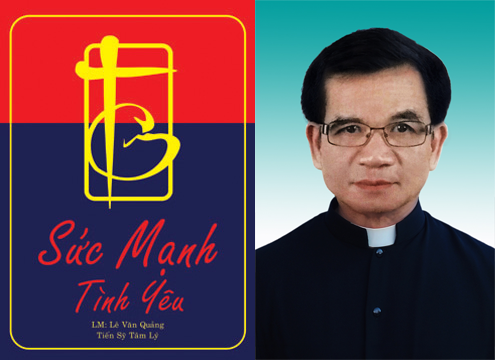 Sức Mạnh
Tình Yêu
LM: Lê Văn Quảng
Tiến Sỹ Tâm Lý